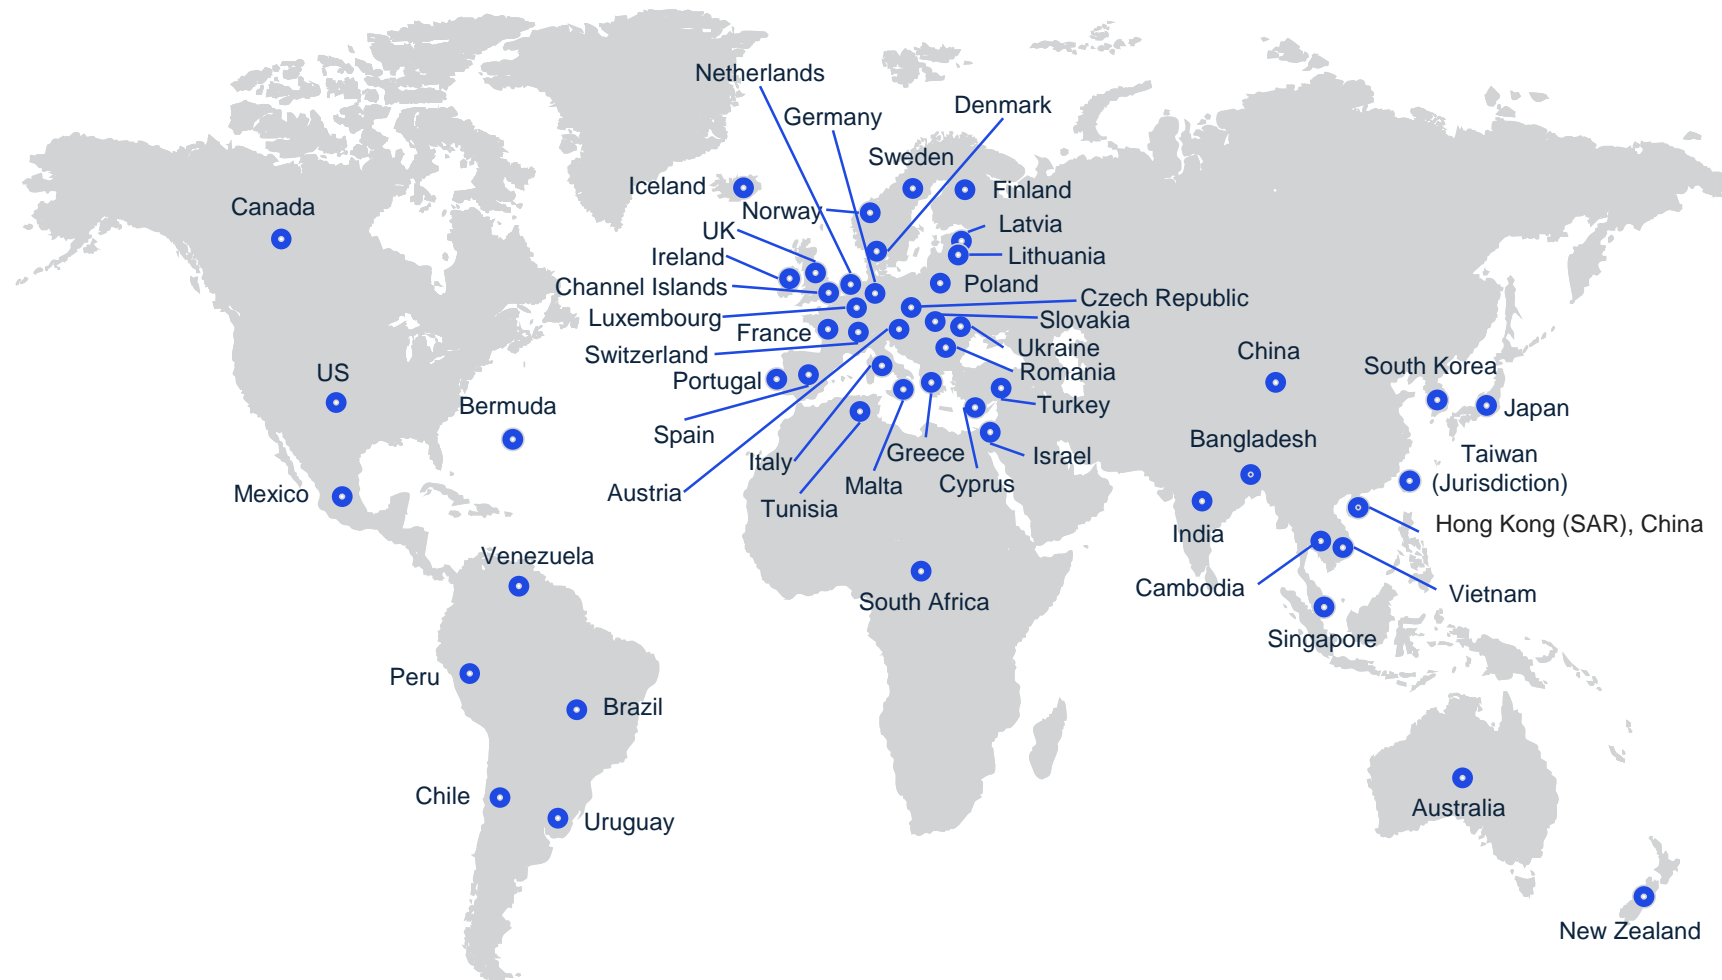 Netherlands
Germany
Denmark
Sweden
Iceland
Finland
Canada
Norway
Latvia
UK
Ireland
Lithuania
Channel Islands
Poland
Luxembourg
Czech Republic
France
Slovakia
Switzerland
Ukraine
China
US
Portugal
Romania
South Korea
Bermuda
Turkey
Japan
Spain
Bangladesh
Italy
Greece
Israel
Taiwan
(Jurisdiction)
Mexico
Austria
Malta
Cyprus
Tunisia
India
Hong Kong (SAR), China
Venezuela
South Africa
Cambodia
Vietnam
Singapore
Peru
Brazil
Chile
Uruguay
Australia
New Zealand